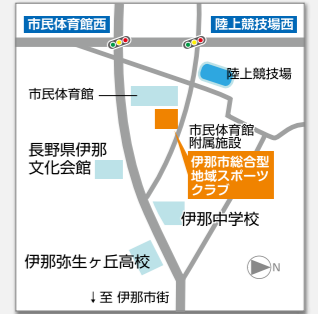 市民体育館西
陸上競技場西
陸上競技場
市民体育館
市民体育館
附属施設
長野県伊那
文化会館
伊那市総合型
地域スポーツ
クラブ
伊那中学校
伊那弥生ヶ丘高校
N
↓至 伊那市街